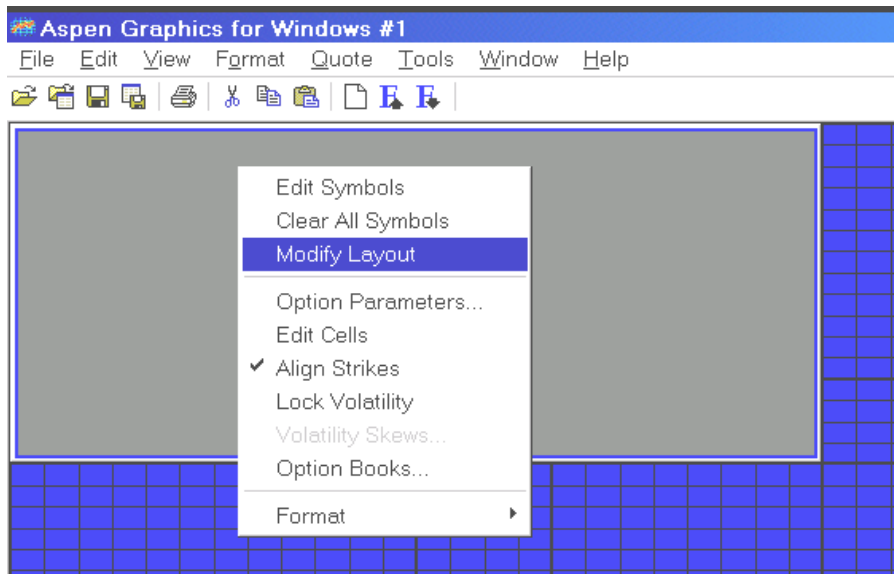 Aspen Graphics for Windows #1
File Edit View Format Quote Tools Window Help
Edit Symbols
Clear All Symbols
Modify Layout
Option Parameters...
Edit Cells
Align Strikes
Lock Volatility
Volatility Skews...
Option Books...
Format